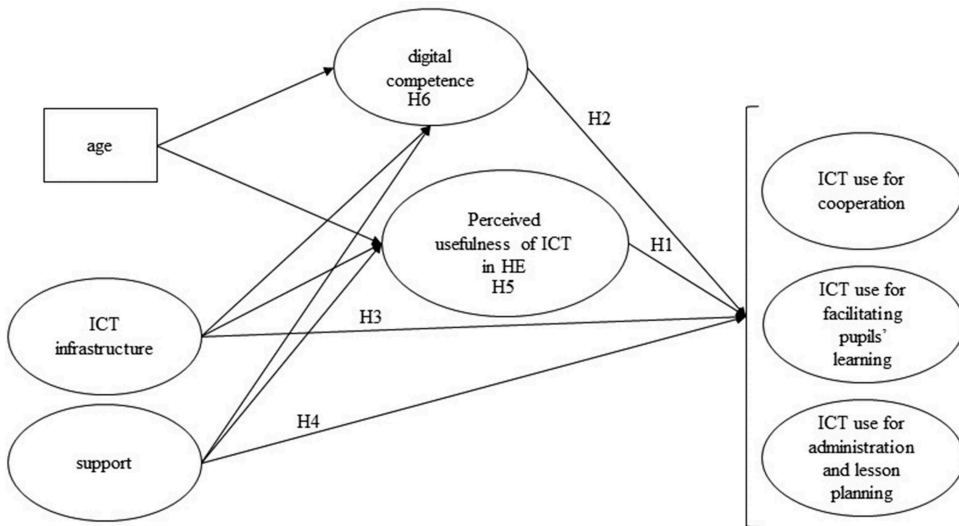 digital
competence
H6
age
H2
ICT use for
cooperation
Perceived
usefulness of ICT
in HE
H5
H1
ICT use for
facilitating
pupils'
learning
ICT
infrastructure
H3
H4
support
ICT use for
administration
and lesson
planning